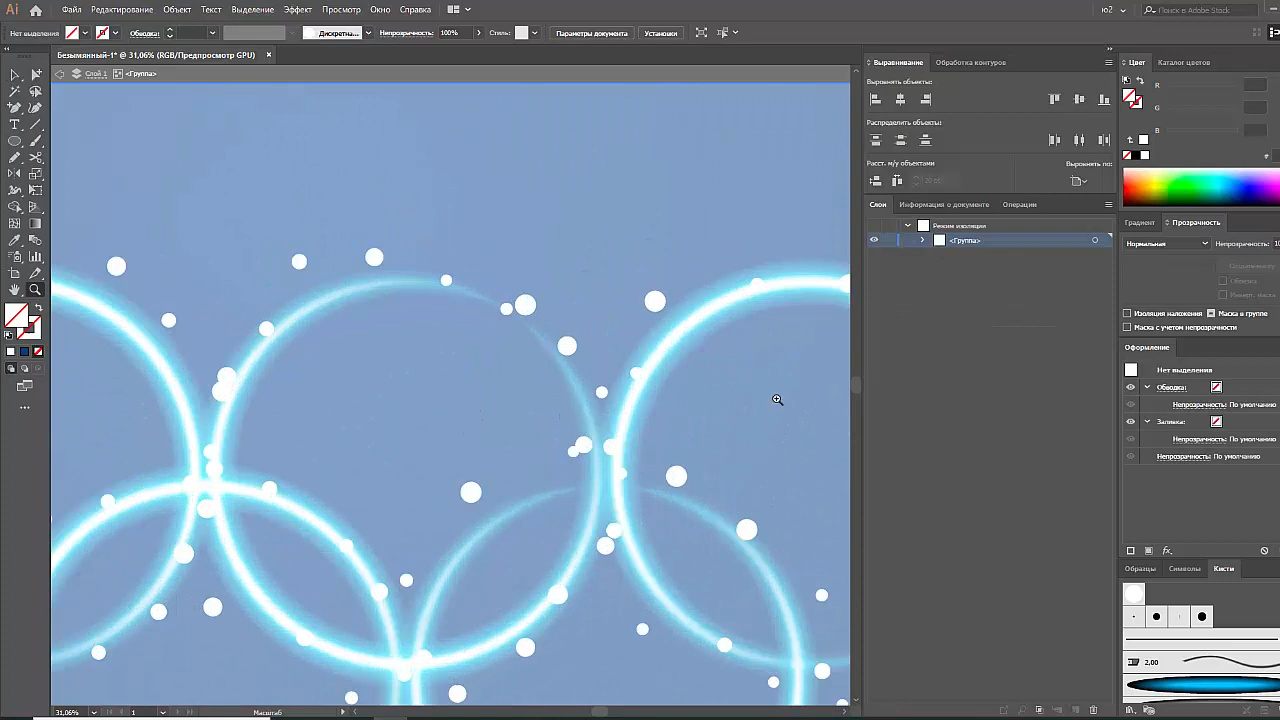 Ai
Файл Редактирование Объект Текст Выделение Эффект Просмотр Окно Справка
ю2
Поиск в Adobe Stock
Нет выделения Обводка: Дискретна... Непрозрачность: 100% Стиль: Параметры документа Установки
Безымянный-1* @ 31,06% (RGB/Предпросмотр GPU)
Слой 1 <Группа>
Выравнивание Обработка контуров
Выровнять объекты:
Распределить объекты:
Расст. м/у объектами Выровнять по:
Слои Информация о документе Операции
Режим изоляции
<Группа>
Цвет Каталог цветов
R
G
B
Градиент Прозрачность
Нормальная Непрозрачность: 10
Изоляция наложения Маска в группе
Маска с учетом непрозрачности
Оформление
Нет выделения
Обводка:
Непрозрачность: По умолчанию
Заливка:
Непрозрачность: По умолчанию
Непрозрачность: По умолчанию
fx.
Образцы Символы Кисти
2,00
31,06% 1 Масштаб